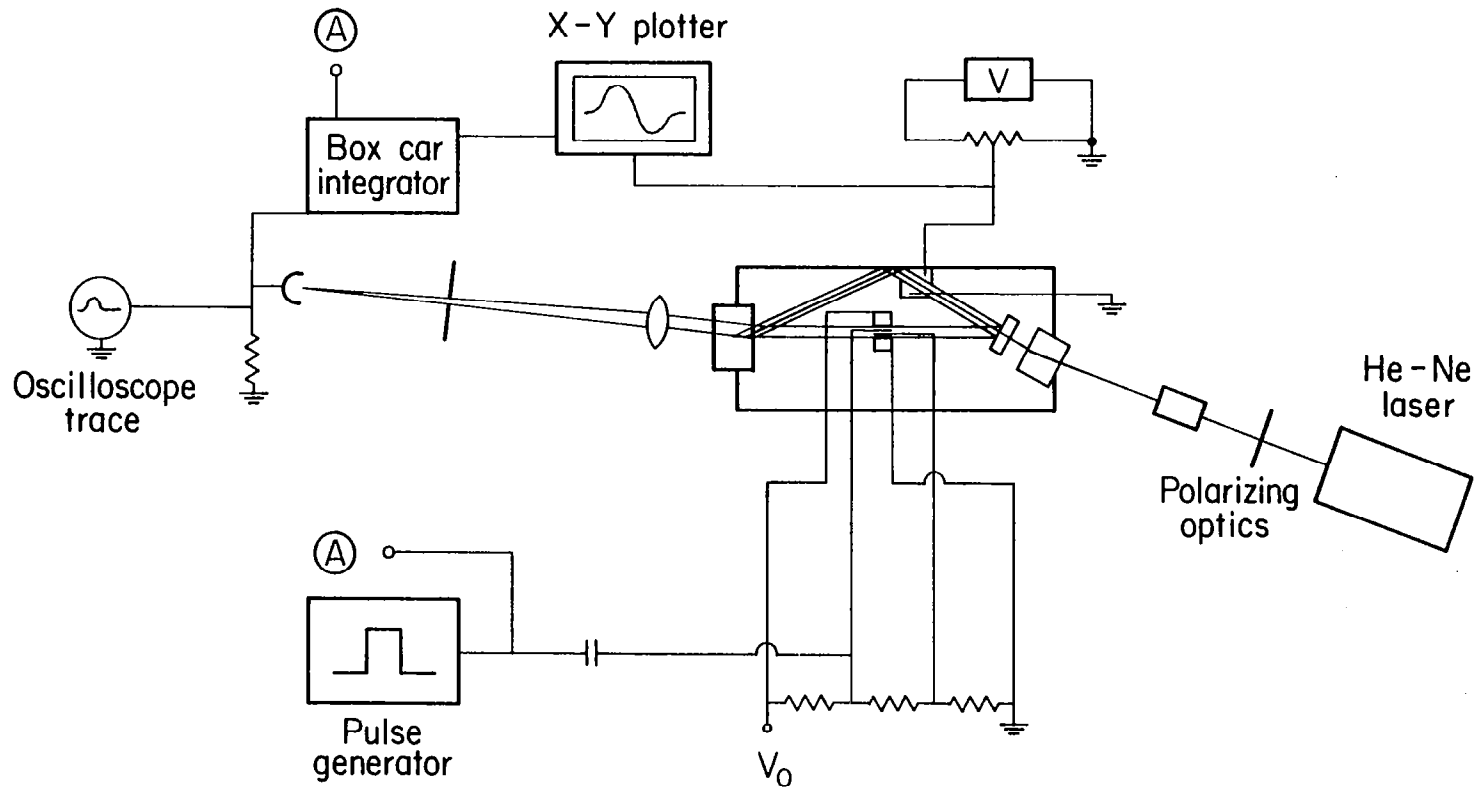 A
X-Y plotter
V
Box car
integrator
Oscilloscope
trace
He-Ne
laser
Polarizing
optics
A
Pulse
generator
V0